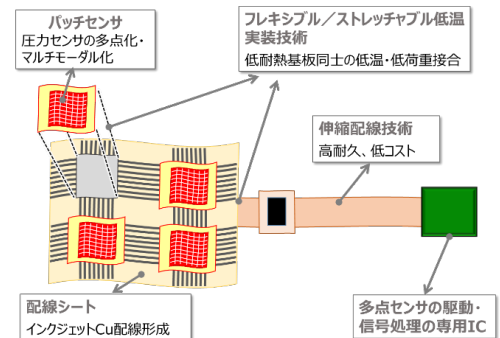 パッチセンサ
圧力センサの多点化・
マルチモーダル化
フレキシブル／ストレッチャブル低温
実装技術
低耐熱基板同士の低温・低荷重接合
伸縮配線技術
高耐久、低コスト
配線シート
インクジェットCu配線形成
多点センサの駆動・
信号処理の専用IC